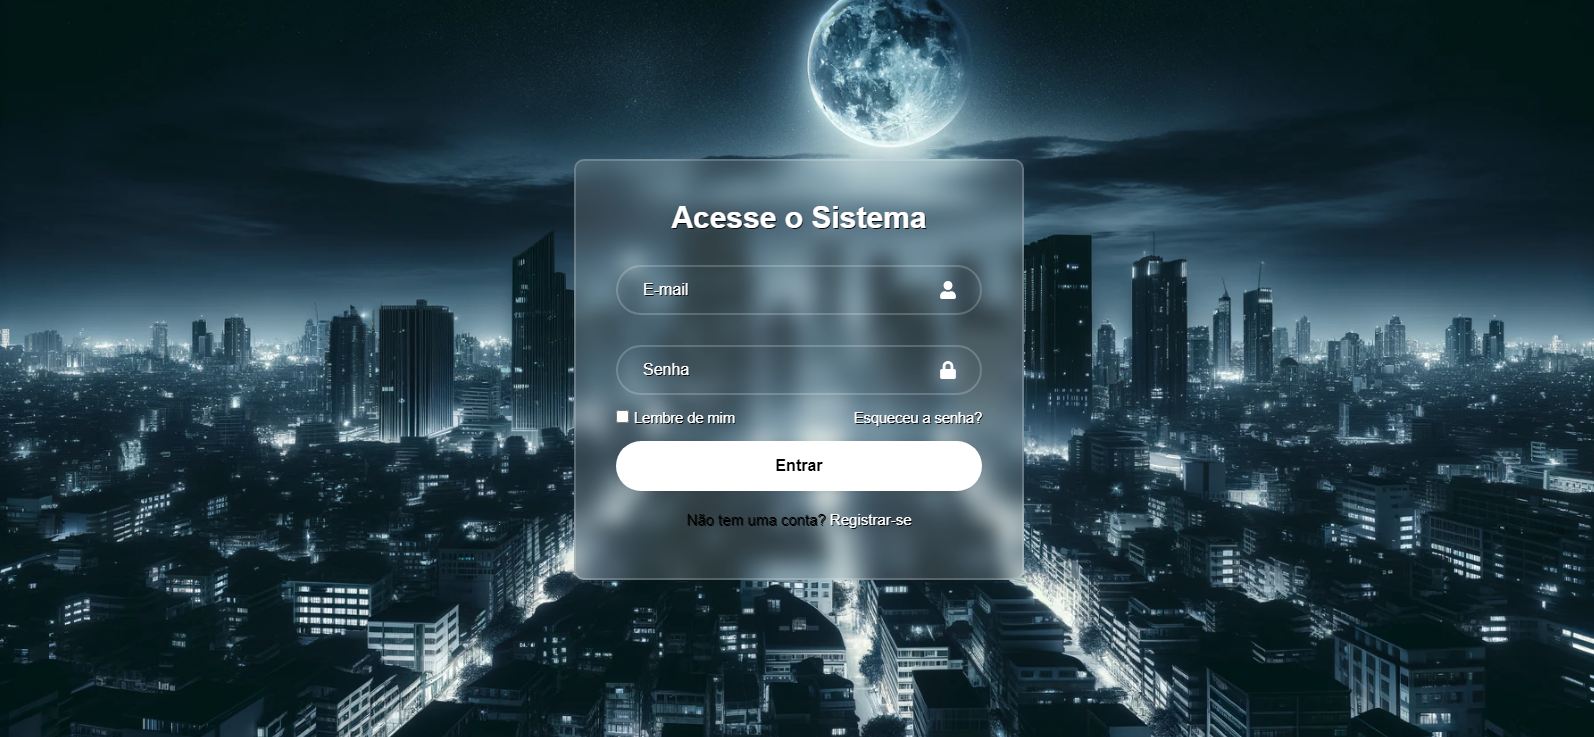 Acesse o Sistema
E-mail
Senha
Lembre de mim Esqueceu a senha?
Entrar
Não tem uma conta? Registrar-se